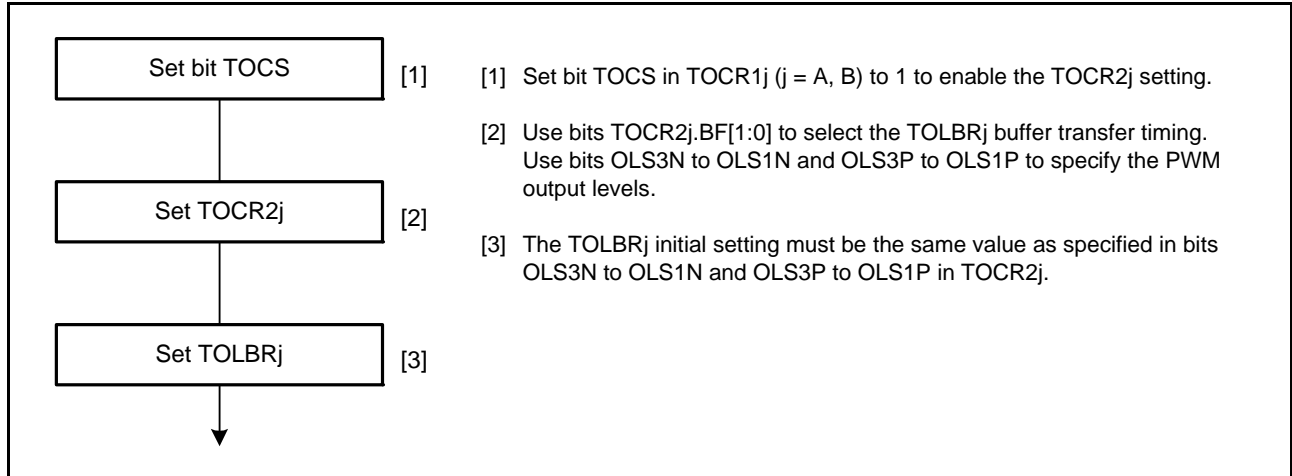 Set bit TOCS
[1]
Set TOCR2j
[2]
Set TOLBRj
[3]
[1] Set bit TOCS in TOCR1j (j = A, B) to 1 to enable the TOCR2j setting.
[2] Use bits TOCR2j.BF[1:0] to select the TOLBRj buffer transfer timing.
Use bits OLS3N to OLS1N and OLS3P to OLS1P to specify the PWM
output levels.
[3] The TOLBRj initial setting must be the same value as specified in bits
OLS3N to OLS1N and OLS3P to OLS1P in TOCR2j.